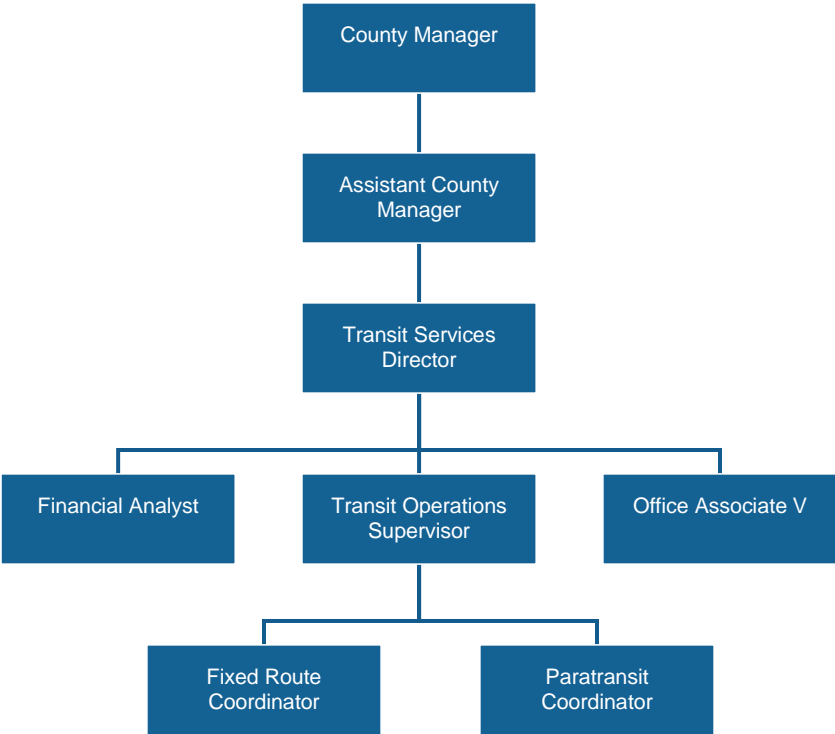 County Manager
Assistant County
Manager
Transit Services
Director
Financial Analyst
Transit Operations
Supervisor
Office Associate V
Fixed Route
Coordinator
Paratransit
Coordinator